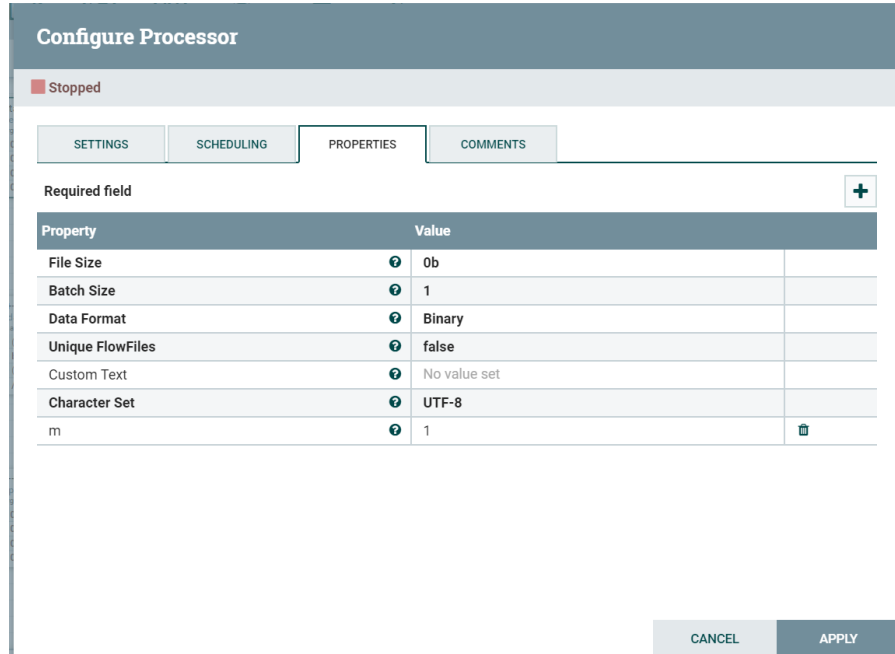 Configure Processor
Stopped
SETTINGS SCHEDULING PROPERTIES COMMENTS
Required field
Property Value
File Size 0b
Batch Size 1
Data Format Binary
Unique FlowFiles false
Custom Text No value set
Character Set UTF-8
m 1
CANCEL APPLY